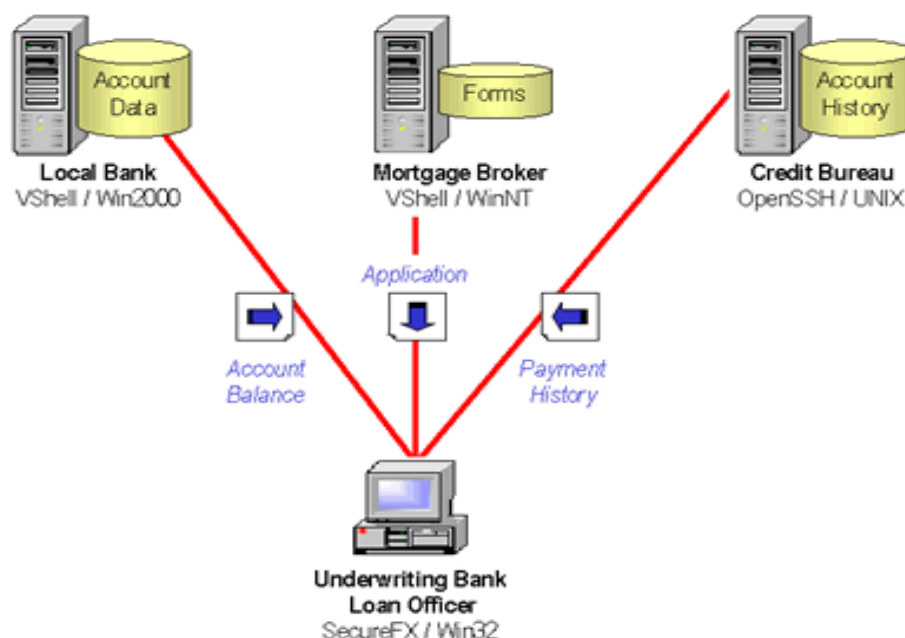 Account
Data
Forms
Account
History
Local Bank
VShell / Win2000
Mortgage Broker
VShell / WinNT
Credit Bureau
OpenSSH / UNIX
Application
Account
Balance
Payment
History
Underwriting Bank
Loan Officer
SecureFX / Win32